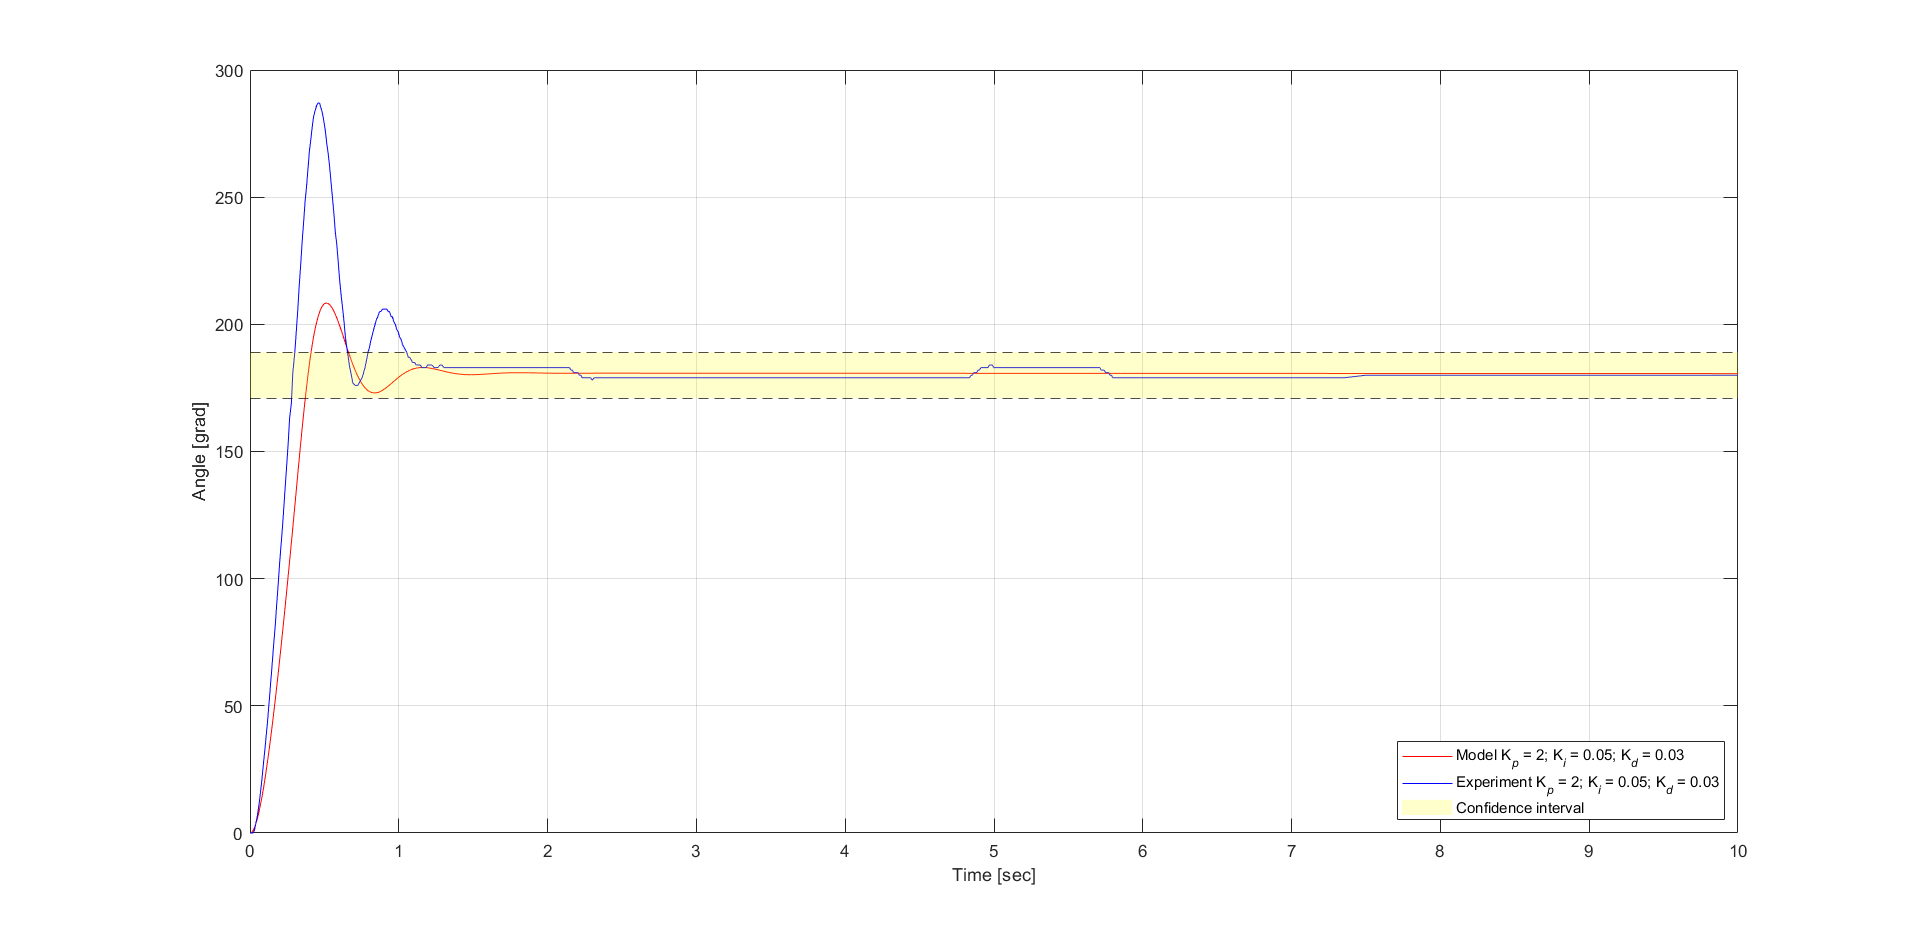 300
250
200
150
100
50
0
Angle [grad]
0 1 2 3 4 5 6 7 8 9 10
Time [sec]
Model Kp = 2; Ki = 0.05; Kd = 0.03
Experiment Kp = 2; Ki = 0.05; Kd = 0.03
Confidence interval